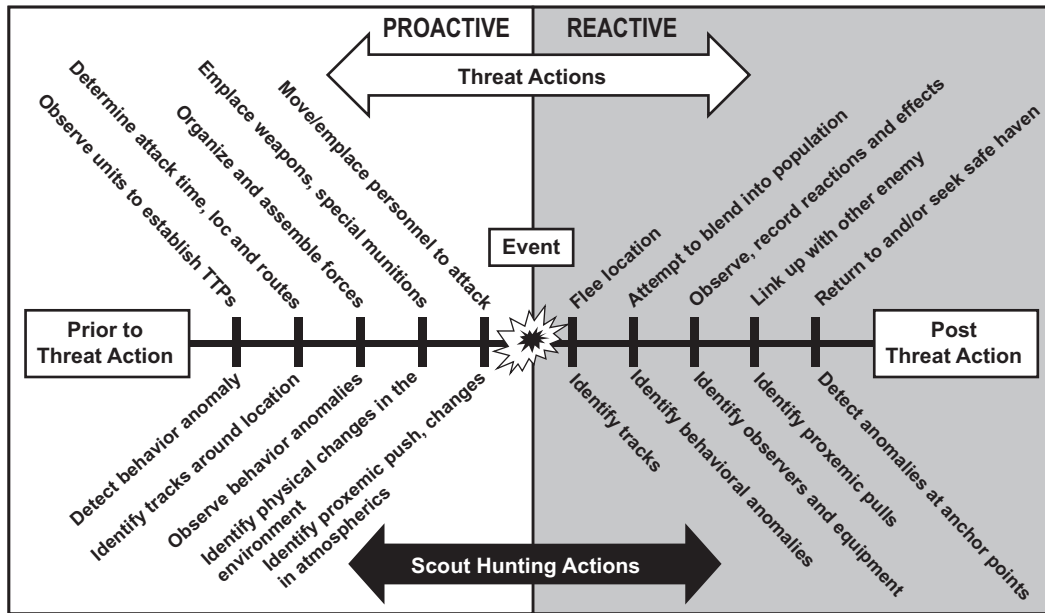 PROACTIVE
REACTIVE
Threat Actions
Observe units to establish TTPs
Determine attack time, loc and routes
Organize and assemble forces
Emplace weapons, special munitions
Move/emplace personnel to attack
Event
Flee location
Attempt to blend into population
Observe, record reactions and effects
Link up with other enemy
Return to and/or seek safe haven
Prior to
Threat Action
Post
Threat Action
Detect behavior anomaly
Identify tracks around location
Observe behavior anomalies
Identify physical changes in the
environment
Identify proxemic push, changes
in atmospherics
Identify tracks
Identify behavioral anomalies
Identify observers and equipment
Identify proxemic pulls
Detect anomalies at anchor points
Scout Hunting Actions